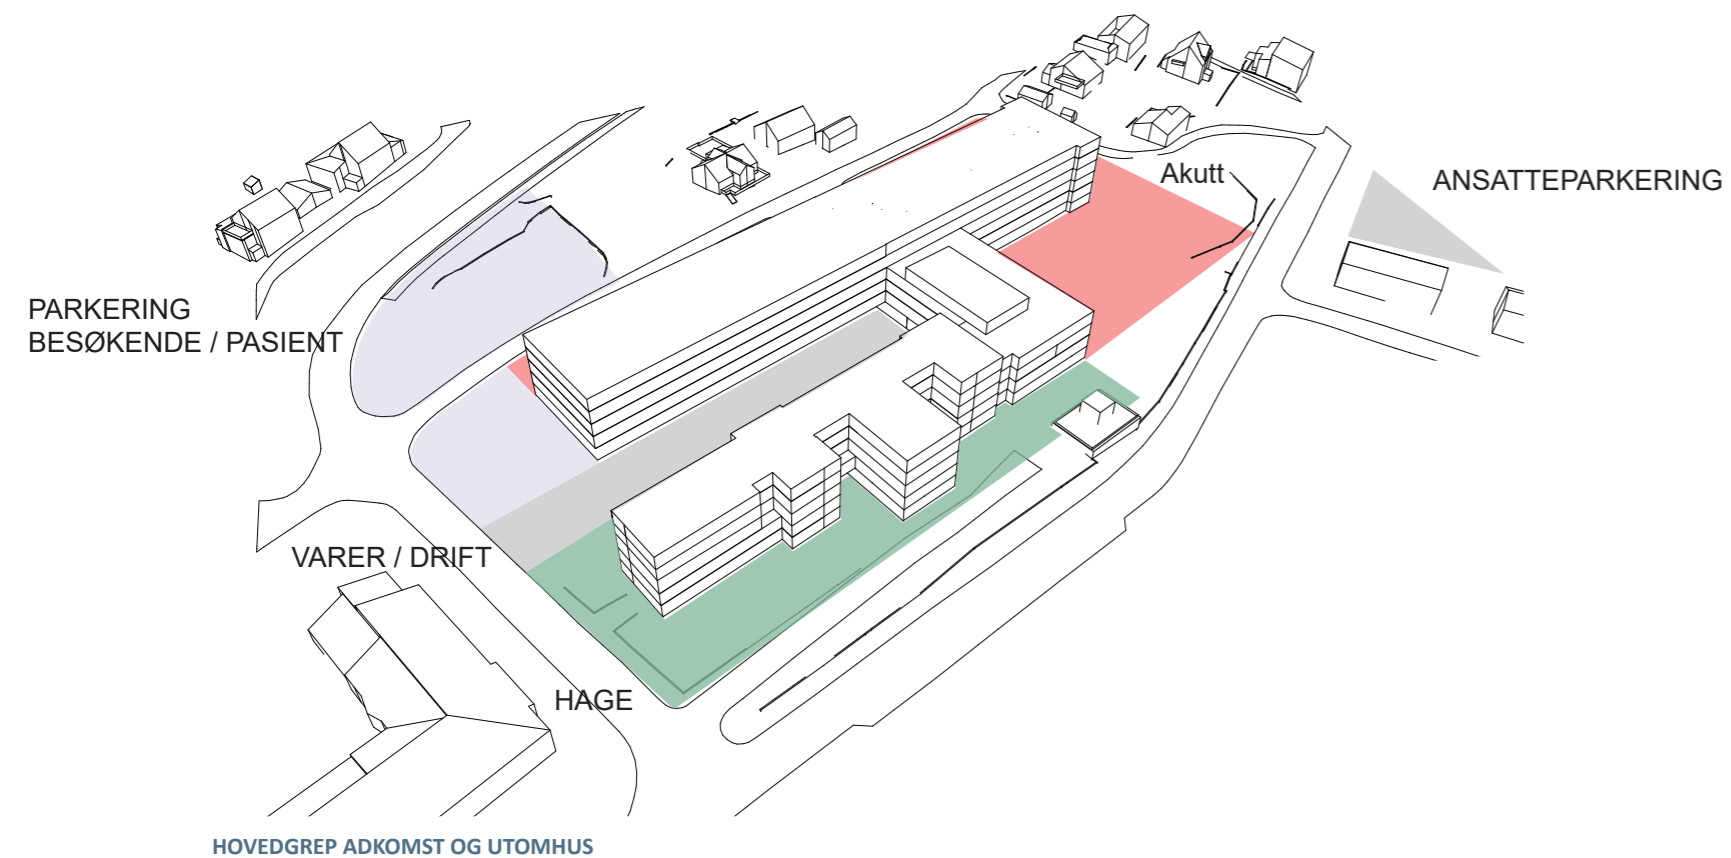 Akutt
ANSATTEPARKERING
PARKERING
BESØKENDE / PASIENT
VARER / DRIFT
HAGE
HOVEDGREP ADKOMST OG UTOMHUS